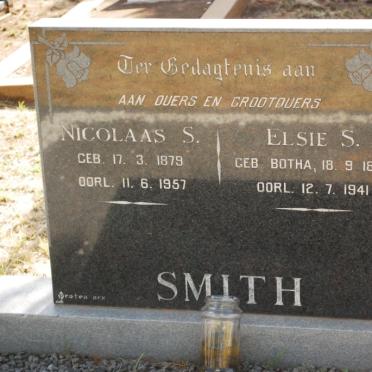 Ter Gedagtenis aan
AAN OUERS EN GROOTOUERS
NICOLAAS S.
GEB. 17. 3. 1879
OORL. 11. 6. 1957
ELSIE S.
GEB. BOTHA, 18. 9 18
OORL. 12. 7. 1941
SMITH